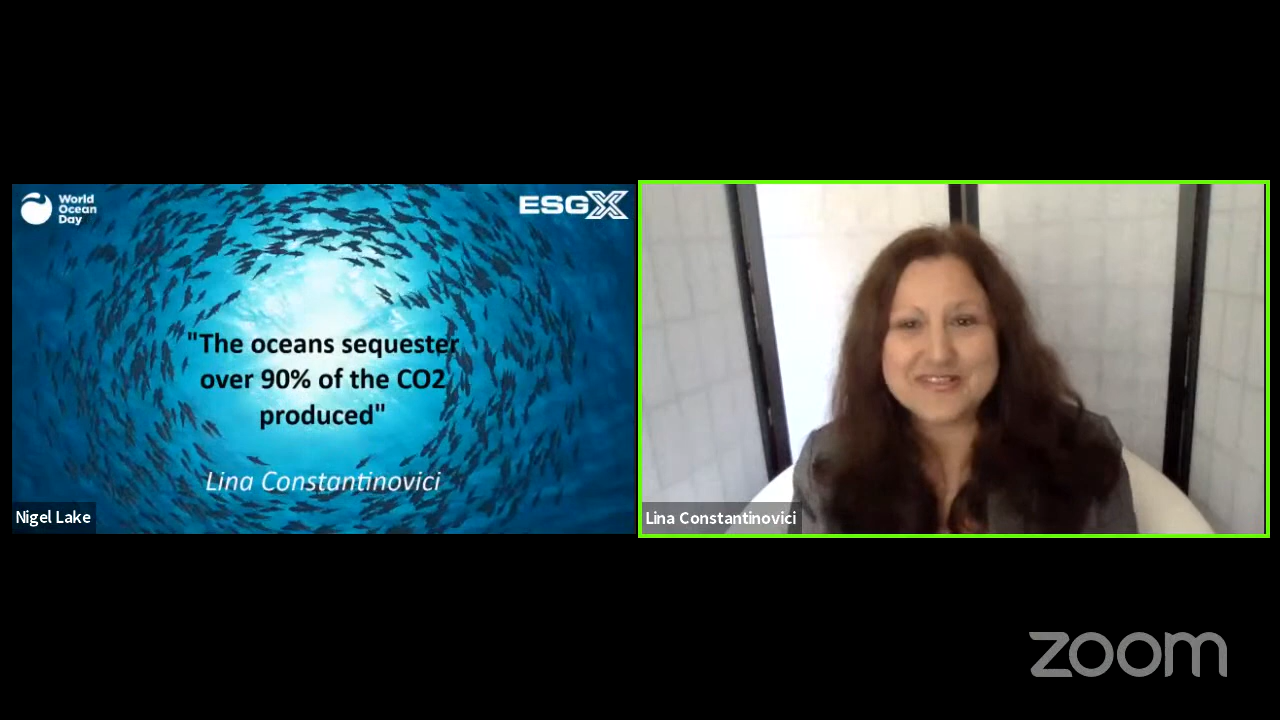 World
Ocean
Day
ESGX
"The oceans sequester
over 90% of the CO2
produced"
Lina Constantinovici
Nigel Lake
Lina Constantinovici
zoom